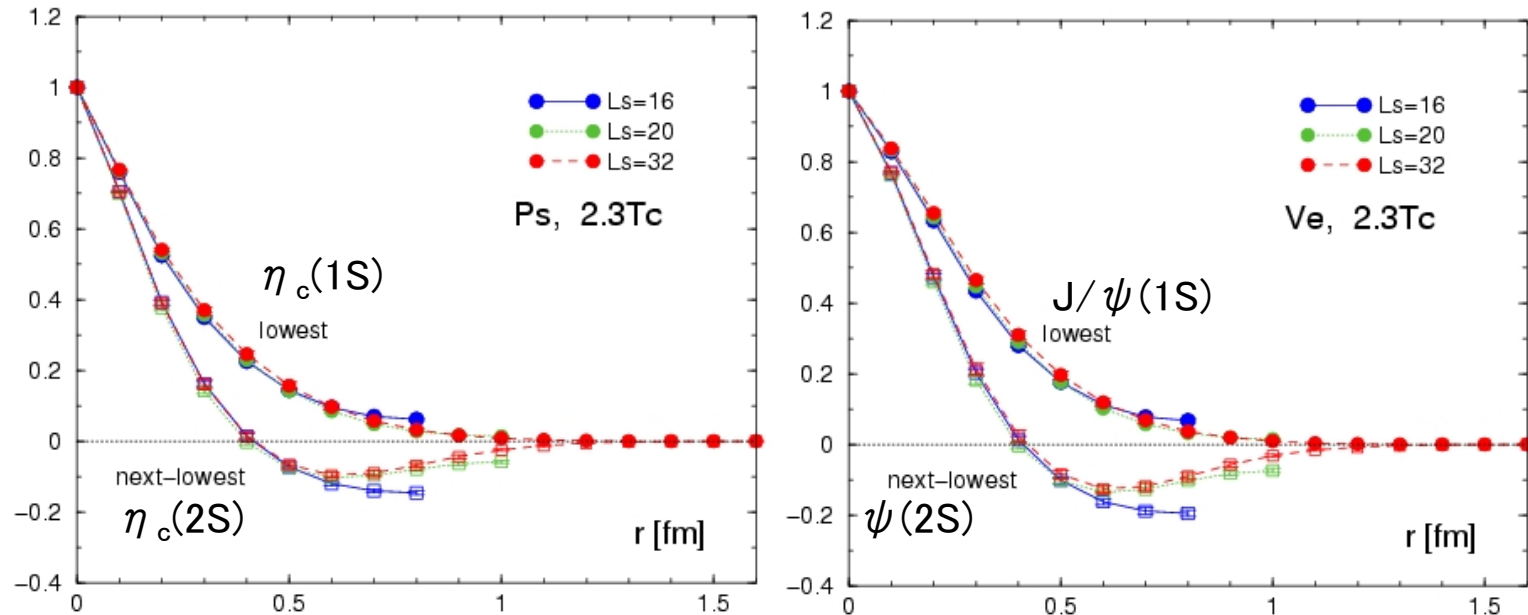 1.2
1
0.8
0.6
0.4
0.2
0
−0.2
−0.4
0
0.5
1
1.5
Ls=16
Ls=20
Ls=32
Ps, 2.3Tc
η c(1S)
lowest
next−lowest
η c(2S)
r [fm]
1.2
1
0.8
0.6
0.4
0.2
0
−0.2
−0.4
0
0.5
1
1.5
Ls=16
Ls=20
Ls=32
Ve, 2.3Tc
J/ψ(1S)
lowest
next−lowest
ψ(2S)
r [fm]